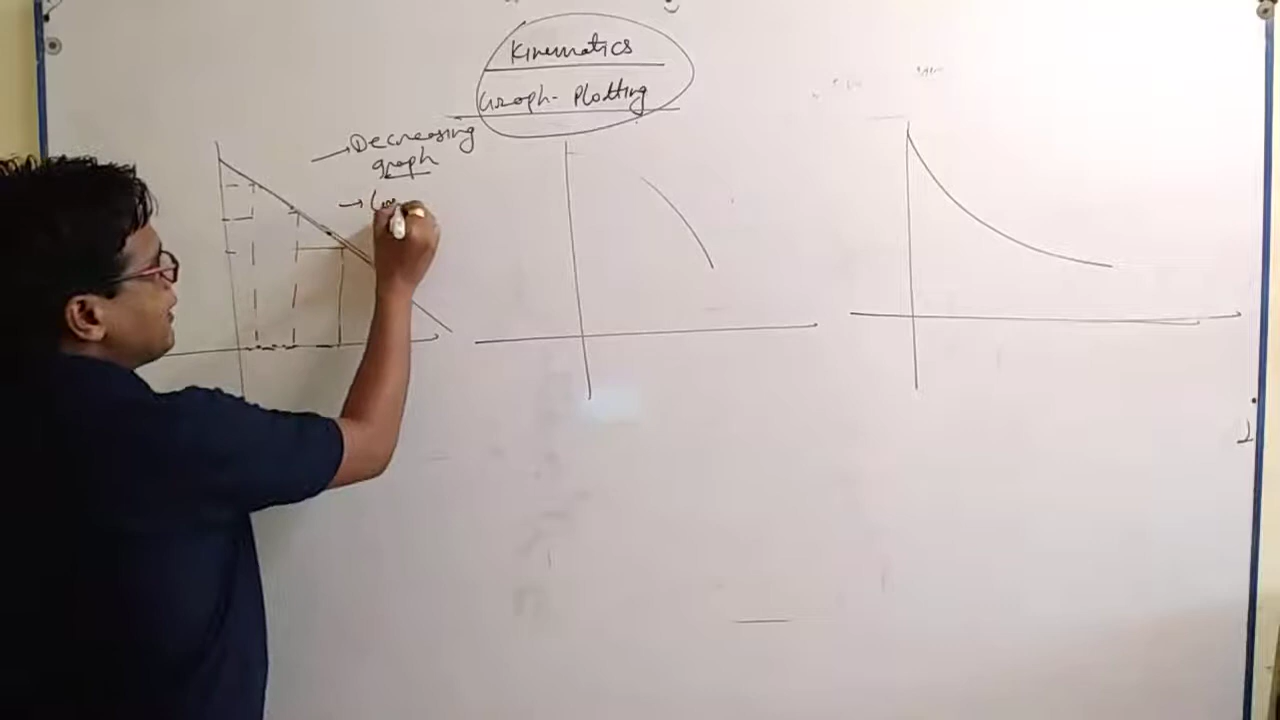 Kinematics
Graph- Plotting
→ Decreasing
graph
→